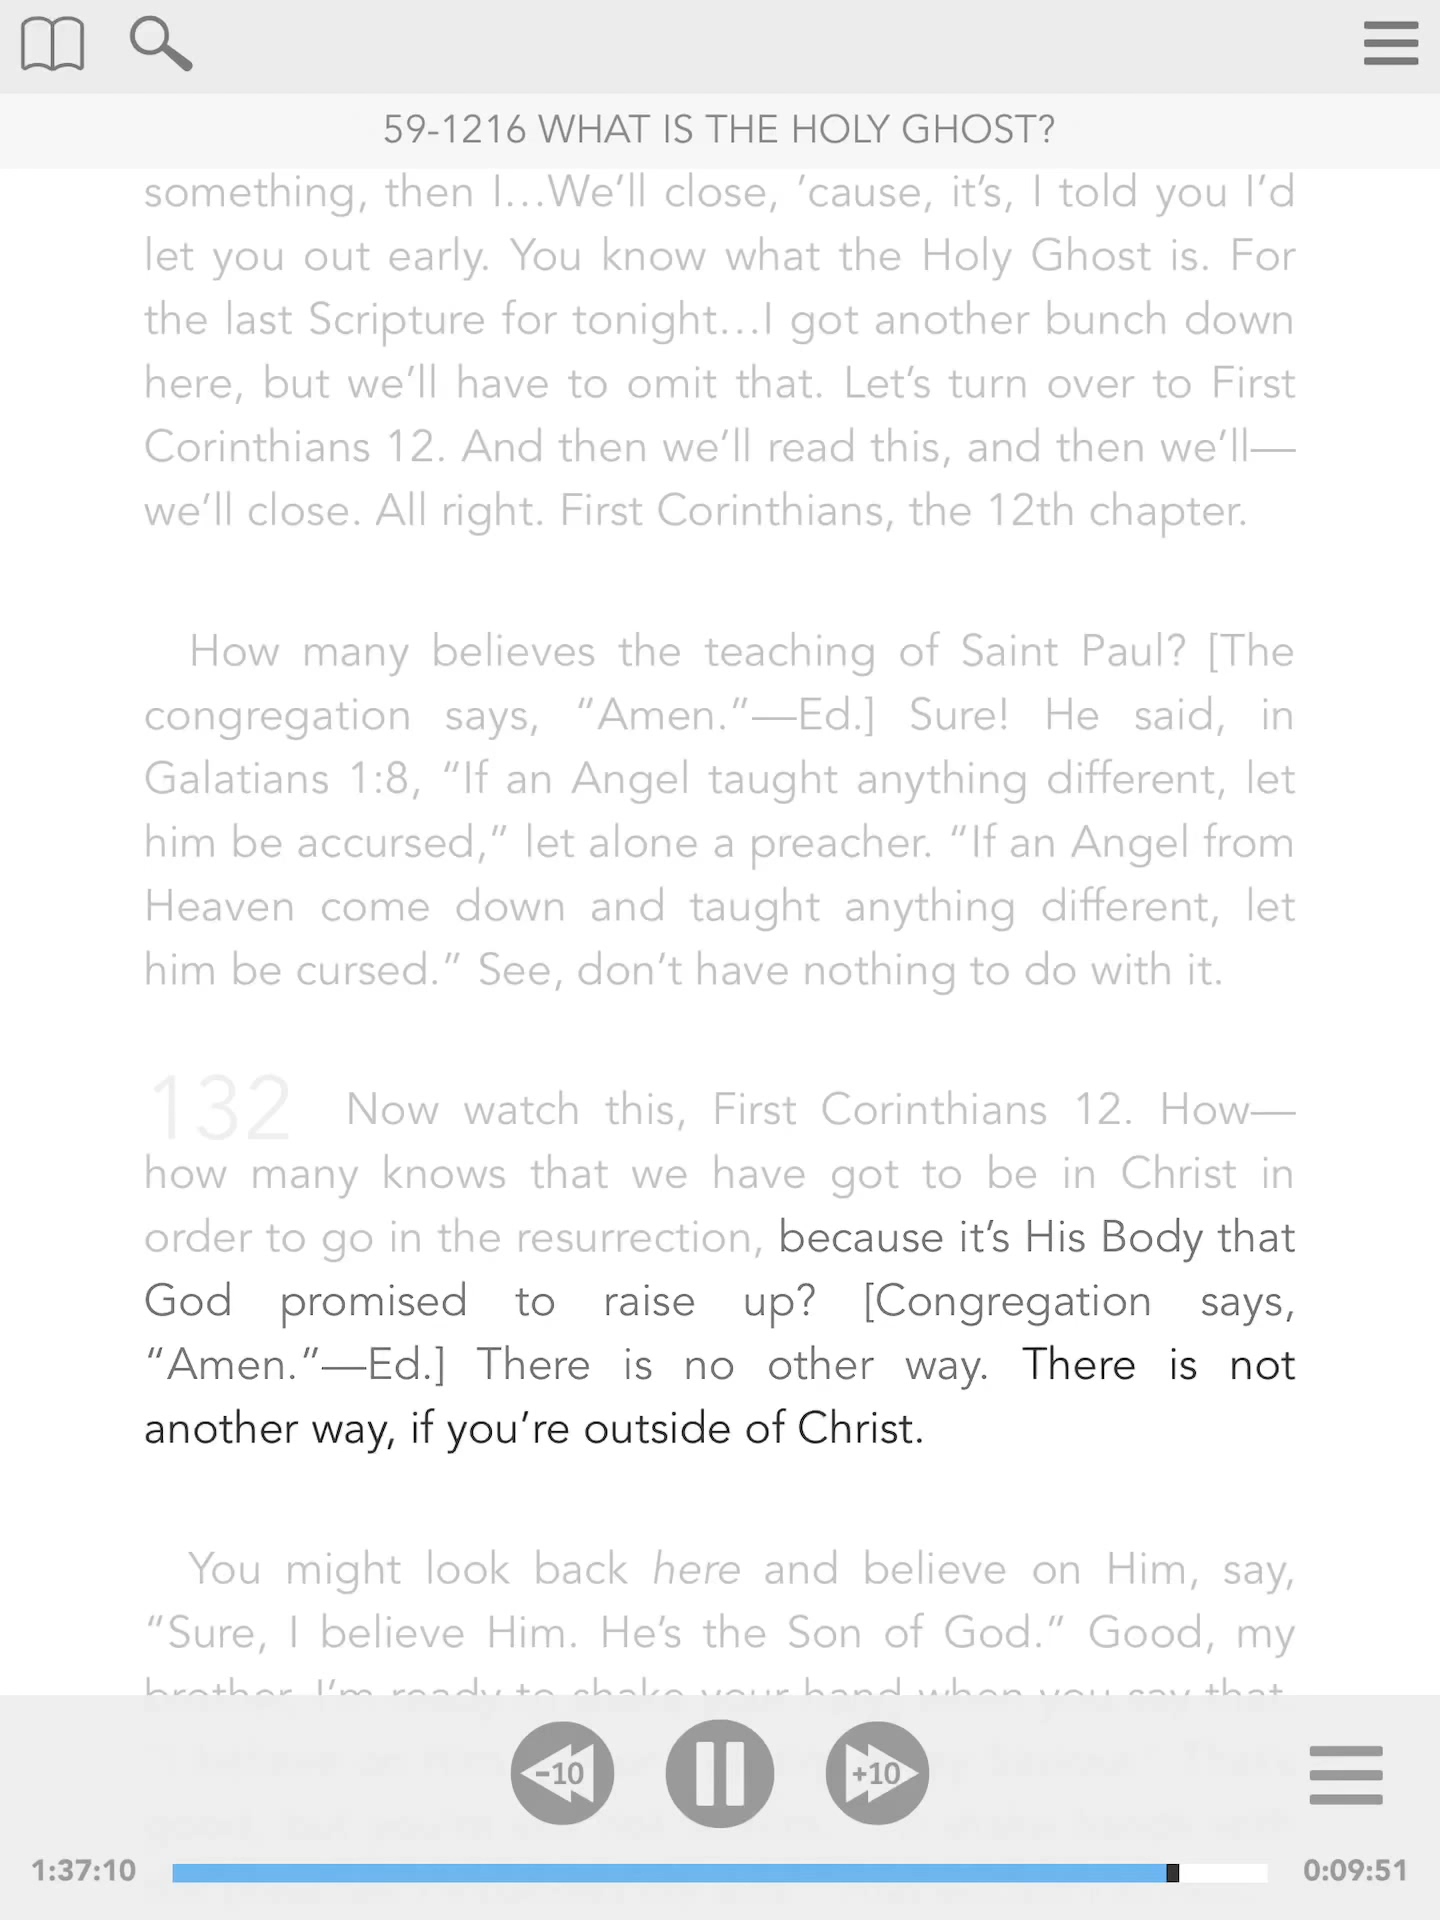 59-1216 WHAT IS THE HOLY GHOST?
something, then I…We’ll close, ’cause, it’s, I told you I’d
let you out early. You know what the Holy Ghost is. For
the last Scripture for tonight…I got another bunch down
here, but we’ll have to omit that. Let’s turn over to First
Corinthians 12. And then we’ll read this, and then we’ll—
we’ll close. All right. First Corinthians, the 12th chapter.
How many believes the teaching of Saint Paul? [The
congregation says, “Amen.”—Ed.] Sure! He said, in
Galatians 1:8, “If an Angel taught anything different, let
him be accursed,” let alone a preacher. “If an Angel from
Heaven come down and taught anything different, let
him be cursed.” See, don’t have nothing to do with it.
132 Now watch this, First Corinthians 12. How—
how many knows that we have got to be in Christ in
order to go in the resurrection, because it’s His Body that
God promised to raise up? [Congregation says,
“Amen.”—Ed.] There is no other way. There is not
another way, if you’re outside of Christ.
You might look back here and believe on Him, say,
“Sure, I believe Him. He’s the Son of God.” Good, my
brother, I’m ready to shake your hand when you say that.
-10 +10
1:37:10 0:09:51